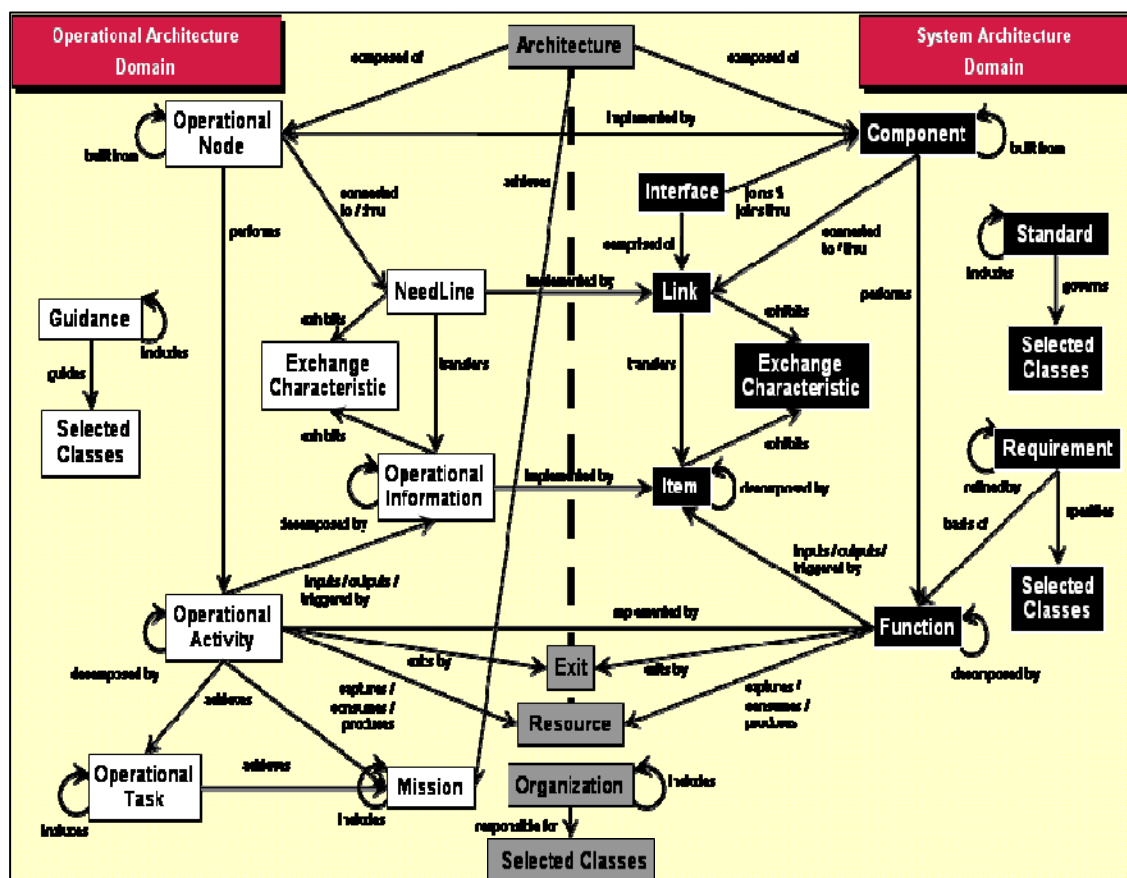 Operational Architecture
Domain
Architecture
System Architecture
Domain
composed of
composed of
Operational
Node
built from
Implemented by
Component
built from
achieves
connected
to / thru
Interface
joins &
joins thru
connected
to / thru
comprised of
Standard
includes
governs
performs
performs
NeedLine
implemented by
Link
Guidance
includes
guides
exhibits
exhibits
Exchange
Characteristic
transfers
transfers
Exchange
Characteristic
Selected
Classes
Selected
Classes
exhibits
exhibits
Operational
Information
implemented by
Item
decomposed by
decomposed by
Requirement
refined by
basis of
specifies
inputs / outputs /
triggered by
inputs / outputs /
triggered by
Selected
Classes
Operational
Activity
implemented by
Function
decomposed by
decomposed by
exits by
Exit
exits by
achieves
captures /
consumes /
produces
captures /
consumes /
produces
Resource
Operational
Task
includes
achieves
Mission
includes
Organization
includes
responsible for
Selected Classes